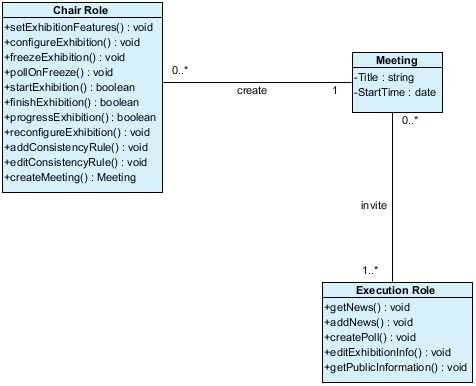 Chair Role
+setExhibitionFeatures() : void
+configureExhibition() : void
+freezeExhibition() : void
+pollOnFreeze() : void
+startExhibition() : boolean
+finishExhibition() : boolean
+progressExhibition() : boolean
+reconfigureExhibition() : void
+addConsistencyRule() : void
+editConsistencyRule() : void
+createMeeting() : Meeting
0..*
create
1
Meeting
-Title : string
-StartTime : date
0..*
invite
1..*
Execution Role
+getNews() : void
+addNews() : void
+createPoll() : void
+editExhibitionInfo() : void
+getPublicInformation() : void